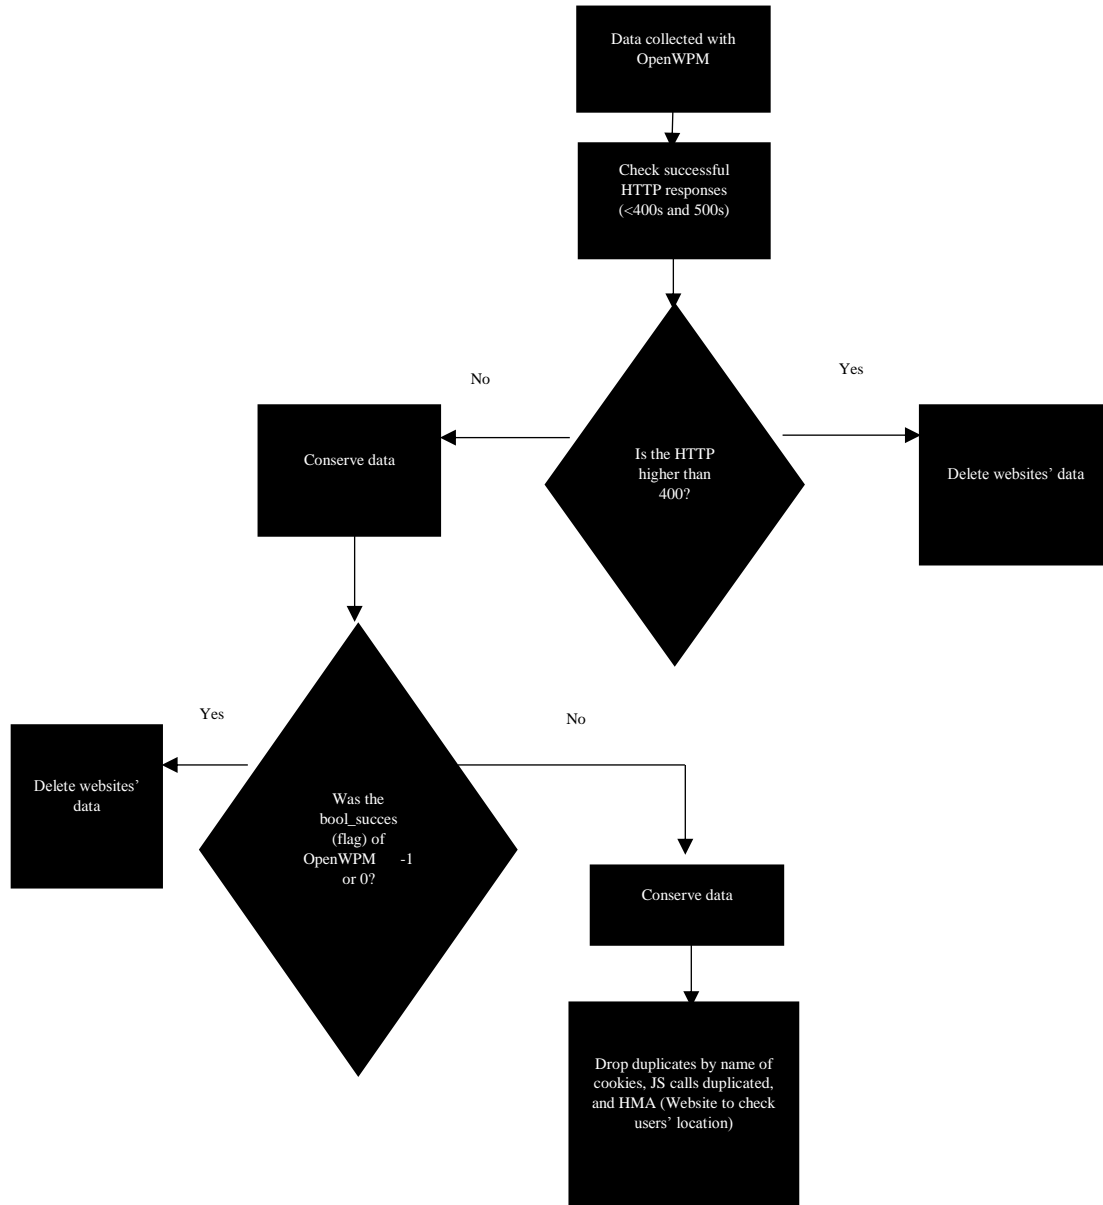 Data collected with
OpenWPM
Check successful
HTTP responses
(<400s and 500s)
No
Yes
Conserve data
Is the HTTP
higher than
400?
Delete websites’ data
Yes
No
Delete websites’
data
Was the
bool_succes
(flag) of
OpenWPM -1
or 0?
Conserve data
Drop duplicates by name of
cookies, JS calls duplicated,
and HMA (Website to check
users’ location)